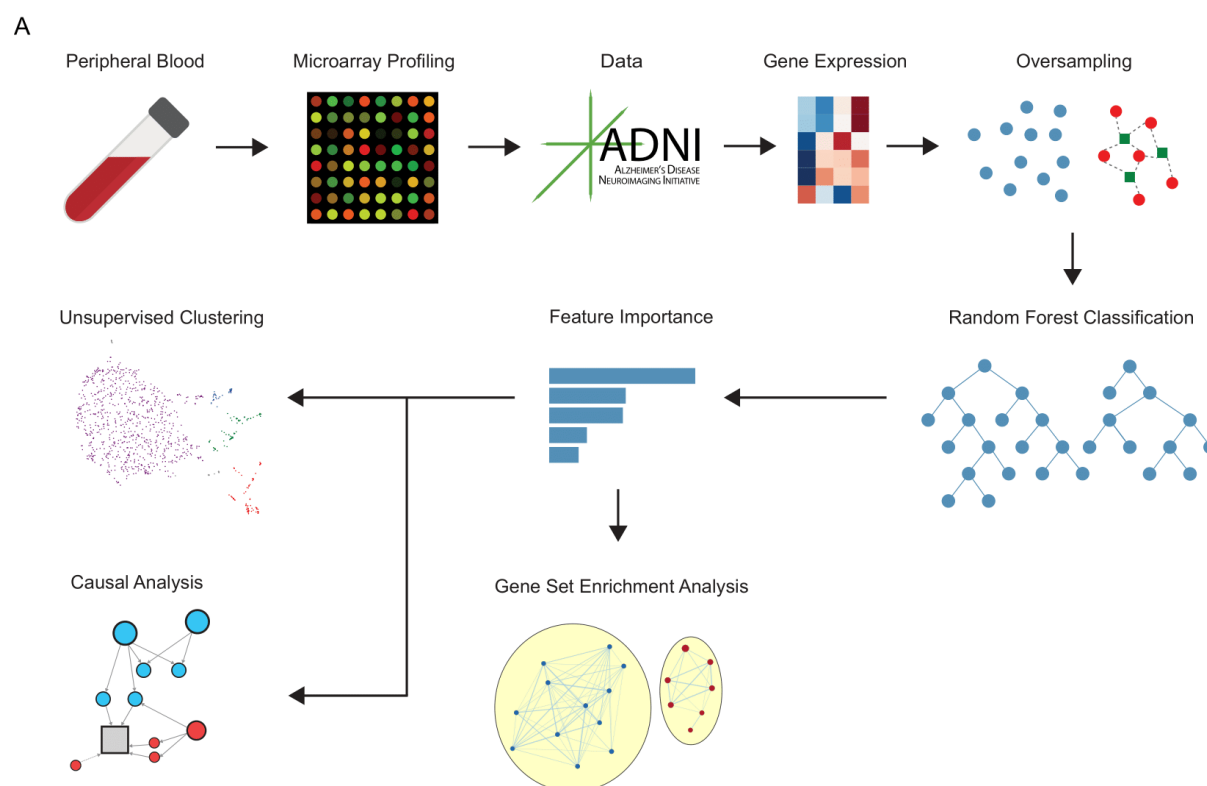 A
Peripheral Blood
Microarray Profiling
Data
Gene Expression
Oversampling
ADNI
ALZHEIMER'S DISEASE
NEUROIMAGING INITIATIVE
Unsupervised Clustering
Feature Importance
Random Forest Classification
Causal Analysis
Gene Set Enrichment Analysis